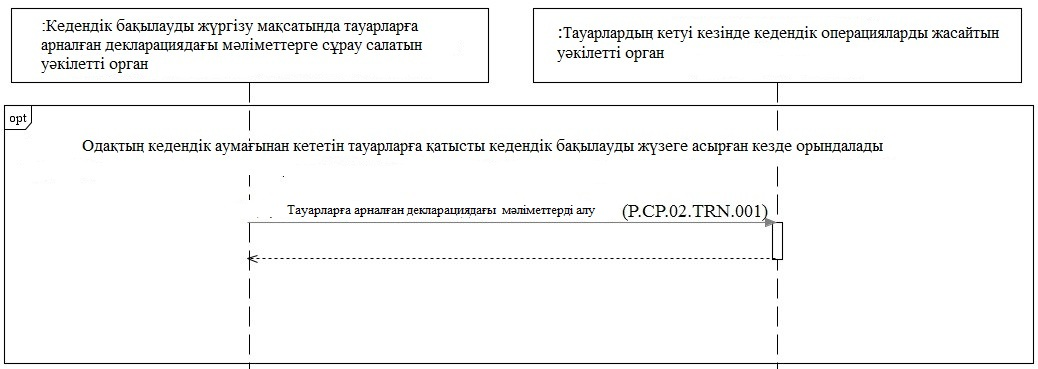 :Кедендік бақылауды жүргізу мақсатында тауарларға
арналған декларациядағы мәліметтерге сұрау салатын
уәкілетті орган
:Тауарлардың кетуі кезінде кедендік операцияларды жасайтын
уәкілетті орган
opt
Одақтың кедендік аумағынан кететін тауарларға қатысты кедендік бақылауды жүзеге асырған кезде орындалады
Тауарларға арналған декларациядағы мәліметтерді алу (P.CP.02.TRN.001)